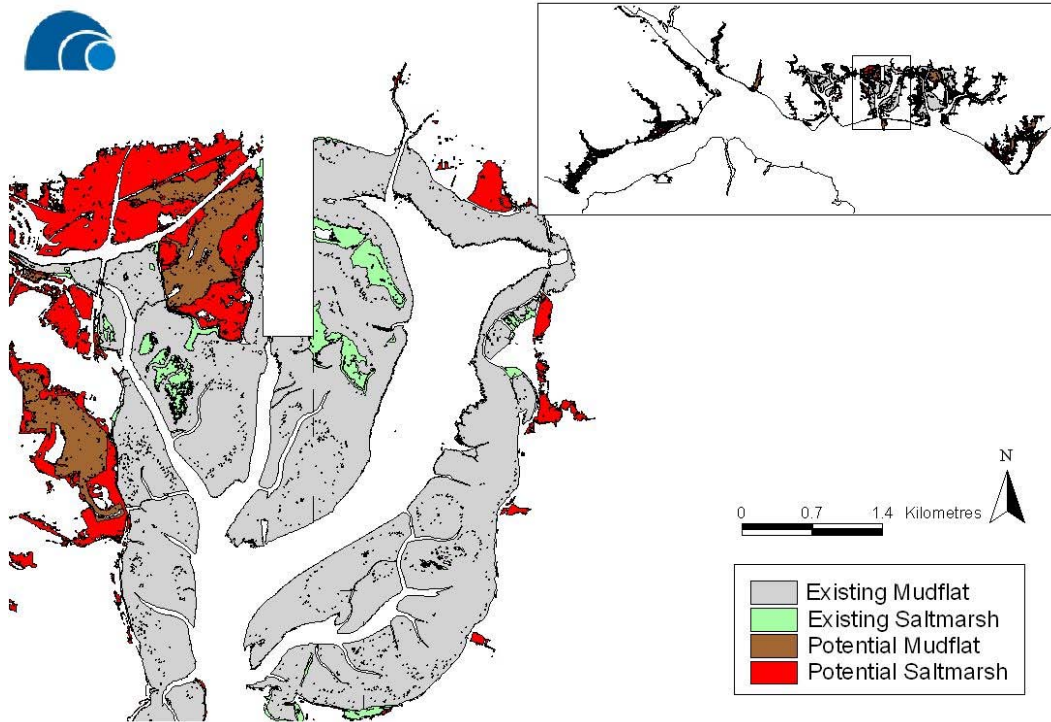 N
0 0.7 1.4 Kilometres
Existing Mudflat
Existing Saltmarsh
Potential Mudflat
Potential Saltmarsh